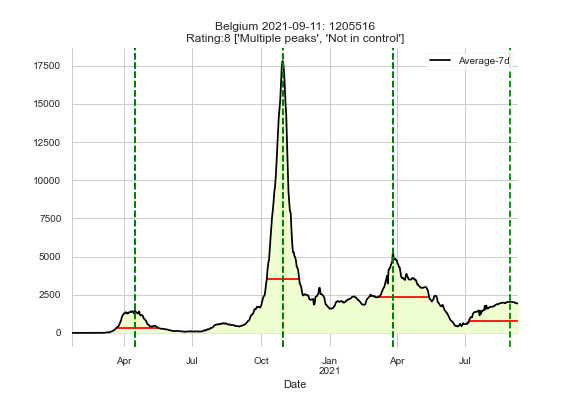 Belgium 2021-09-11: 1205516
Rating:8 ['Multiple peaks', 'Not in control']
Average-7d
17500
15000
12500
10000
7500
5000
2500
0
Apr Jul Oct Jan Apr Jul
2021
Date